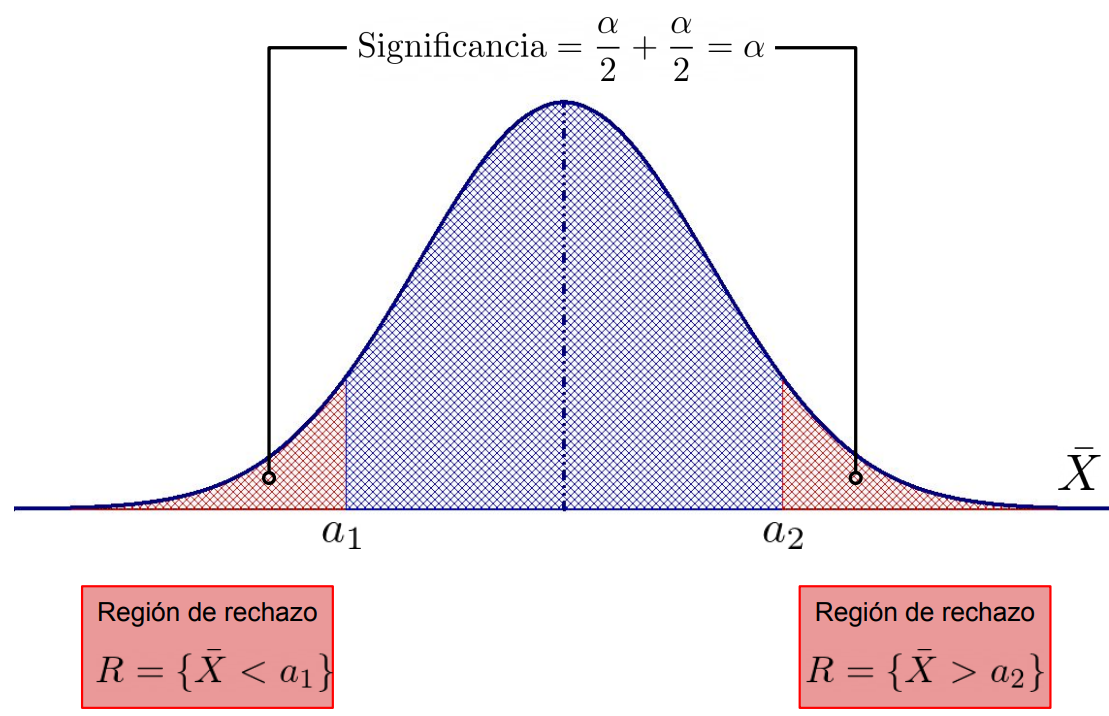 Significancia = α/2 + α/2 = α
X̄
a₁
a₂
Región de rechazo
R = {X̄ < a₁}
Región de rechazo
R = {X̄ > a₂}